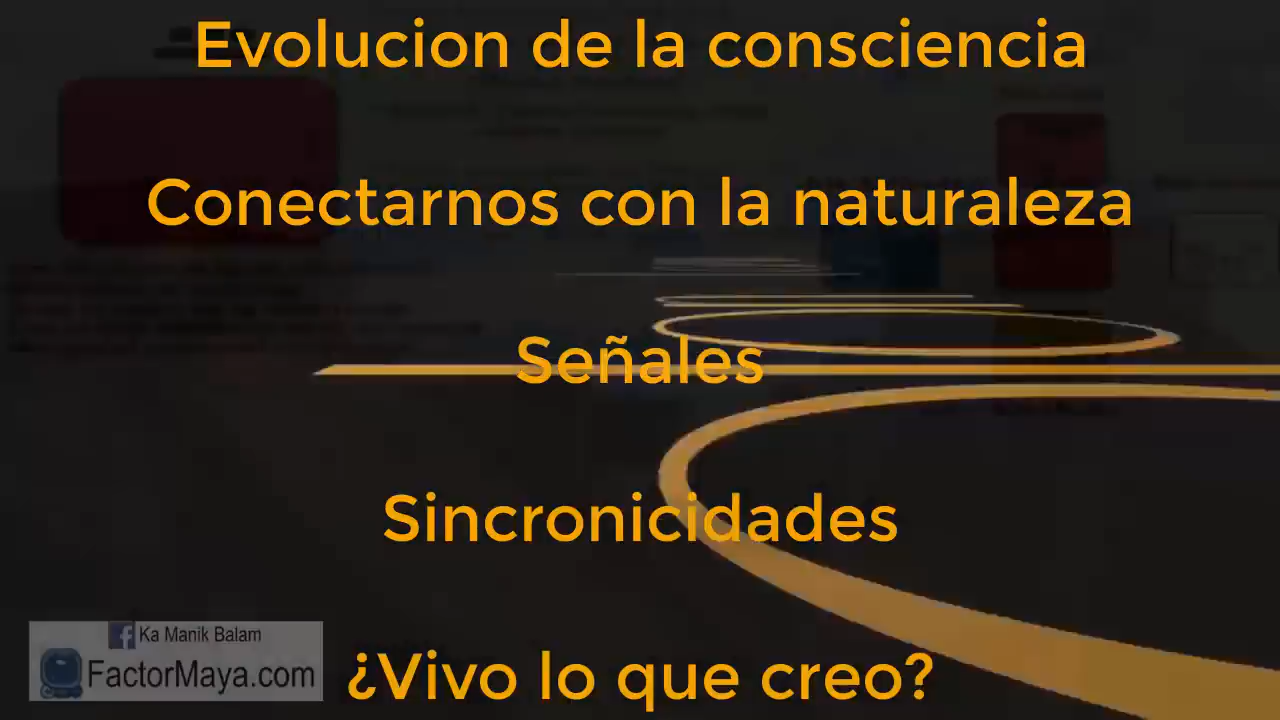 Evolucion de la consciencia
Conectarnos con la naturaleza
Señales
Sincronicidades
Ka Manik Balam
FactorMaya.com
¿Vivo lo que creo?